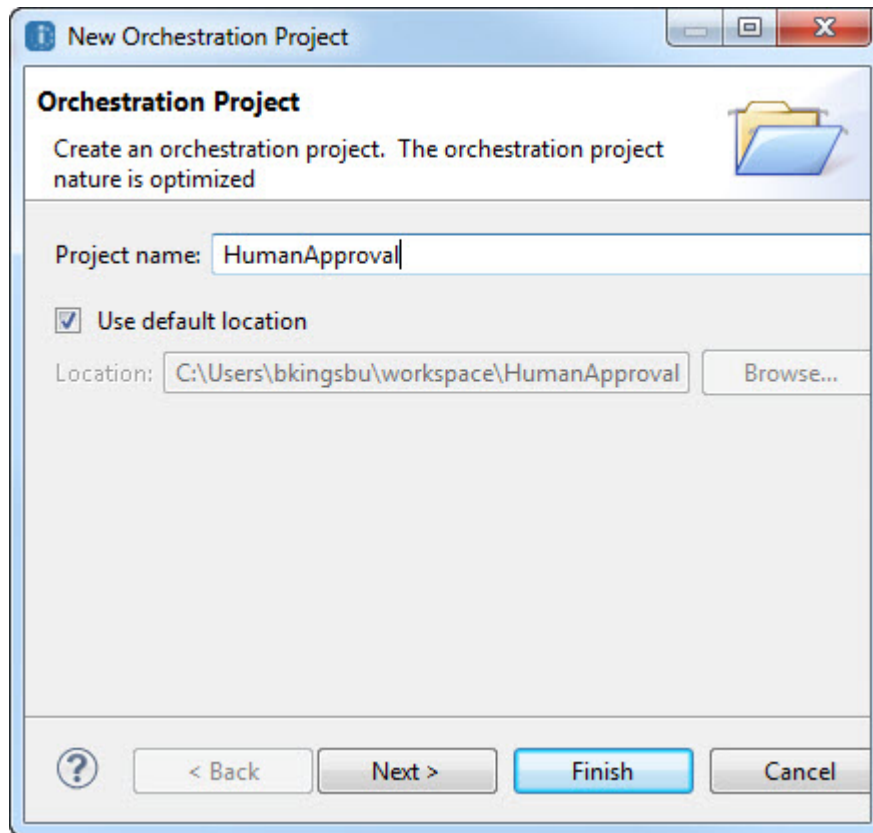 New Orchestration Project
Orchestration Project
Create an orchestration project. The orchestration project
nature is optimized
Project name: HumanApproval
Use default location
Location: C:\Users\bkingsbu\workspace\HumanApproval Browse...
? < Back Next > Finish Cancel